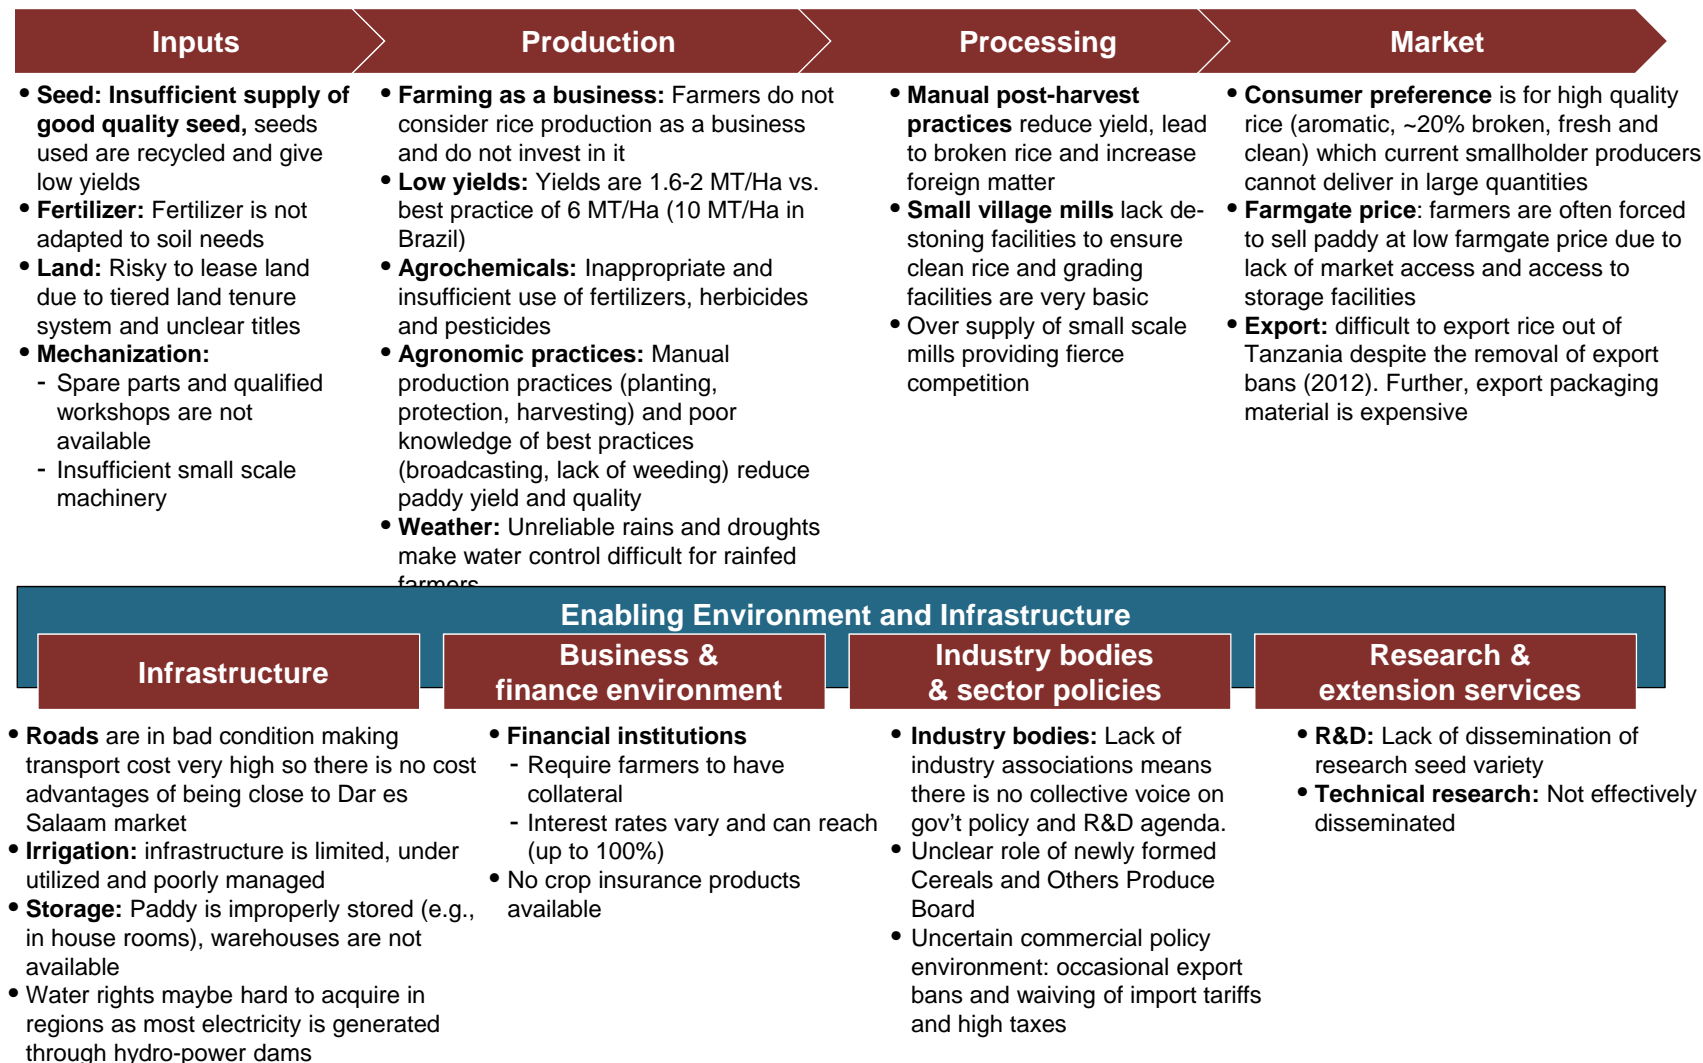 Inputs
Production
Processing
Market
• Seed: Insufficient supply of
good quality seed, seeds
used are recycled and give
low yields
• Fertilizer: Fertilizer is not
adapted to soil needs
• Land: Risky to lease land
due to tiered land tenure
system and unclear titles
• Mechanization:
- Spare parts and qualified
workshops are not
available
- Insufficient small scale
machinery
• Farming as a business: Farmers do not
consider rice production as a business
and do not invest in it
• Low yields: Yields are 1.6-2 MT/Ha vs.
best practice of 6 MT/Ha (10 MT/Ha in
Brazil)
• Agrochemicals: Inappropriate and
insufficient use of fertilizers, herbicides
and pesticides
• Agronomic practices: Manual
production practices (planting,
protection, harvesting) and poor
knowledge of best practices
(broadcasting, lack of weeding) reduce
paddy yield and quality
• Weather: Unreliable rains and droughts
make water control difficult for rainfed
farmers
• Manual post-harvest
practices reduce yield, lead
to broken rice and increase
foreign matter
• Small village mills lack de-
stoning facilities to ensure
clean rice and grading
facilities are very basic
• Over supply of small scale
mills providing fierce
competition
• Consumer preference is for high quality
rice (aromatic, ~20% broken, fresh and
clean) which current smallholder producers
cannot deliver in large quantities
• Farmgate price: farmers are often forced
to sell paddy at low farmgate price due to
lack of market access and access to
storage facilities
• Export: difficult to export rice out of
Tanzania despite the removal of export
bans (2012). Further, export packaging
material is expensive
Enabling Environment and Infrastructure
Infrastructure
Business &
finance environment
Industry bodies
& sector policies
Research &
extension services
• Roads are in bad condition making
transport cost very high so there is no cost
advantages of being close to Dar es
Salaam market
• Irrigation: infrastructure is limited, under
utilized and poorly managed
• Storage: Paddy is improperly stored (e.g.,
in house rooms), warehouses are not
available
• Water rights maybe hard to acquire in
regions as most electricity is generated
through hydro-power dams
• Financial institutions
- Require farmers to have
collateral
- Interest rates vary and can reach
(up to 100%)
• No crop insurance products
available
• Industry bodies: Lack of
industry associations means
there is no collective voice on
gov't policy and R&D agenda.
• Unclear role of newly formed
Cereals and Others Produce
Board
• Uncertain commercial policy
environment: occasional export
bans and waiving of import tariffs
and high taxes
• R&D: Lack of dissemination of
research seed variety
• Technical research: Not effectively
disseminated